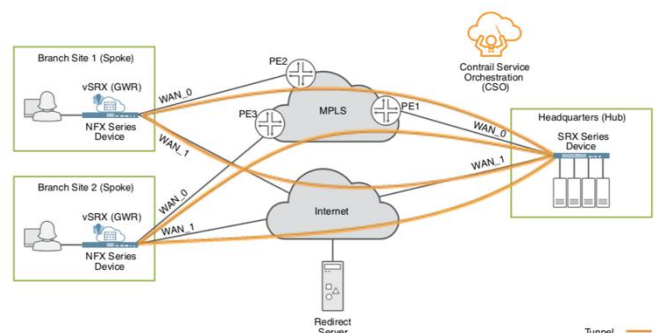 Branch Site 1 (Spoke)
vSRX (GWR)
NFX Series
Device
WAN_0
WAN_1
Branch Site 2 (Spoke)
vSRX (GWR)
NFX Series
Device
WAN_0
WAN_1
PE2
PE3
MPLS
PE1
Internet
Redirect
Server
Contrail Service
Orchestration
(CSO)
WAN_0
WAN_1
Headquarters (Hub)
SRX Series
Device
Tunnel